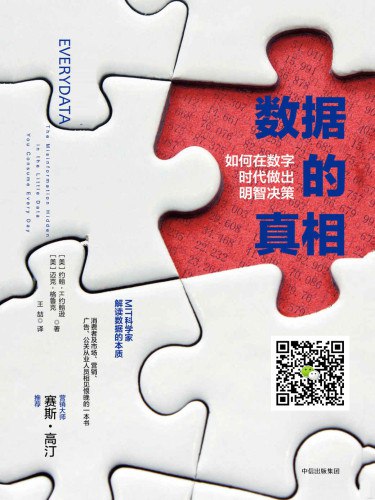 数据
的
真相
如何在数字
时代做出
明智决策
EVERYDATA
The Misinformation Hidden
in the Little Data
You Consume Every Day
[美]约翰·H.约翰逊
[美]迈克·格鲁克
著
王喆 译
MIT科学家
解读数据的本质
消费者及市场、营销、
广告、公关从业人员相见恨晚的一本书
营销大师
赛斯·高汀
推荐
中信出版集团